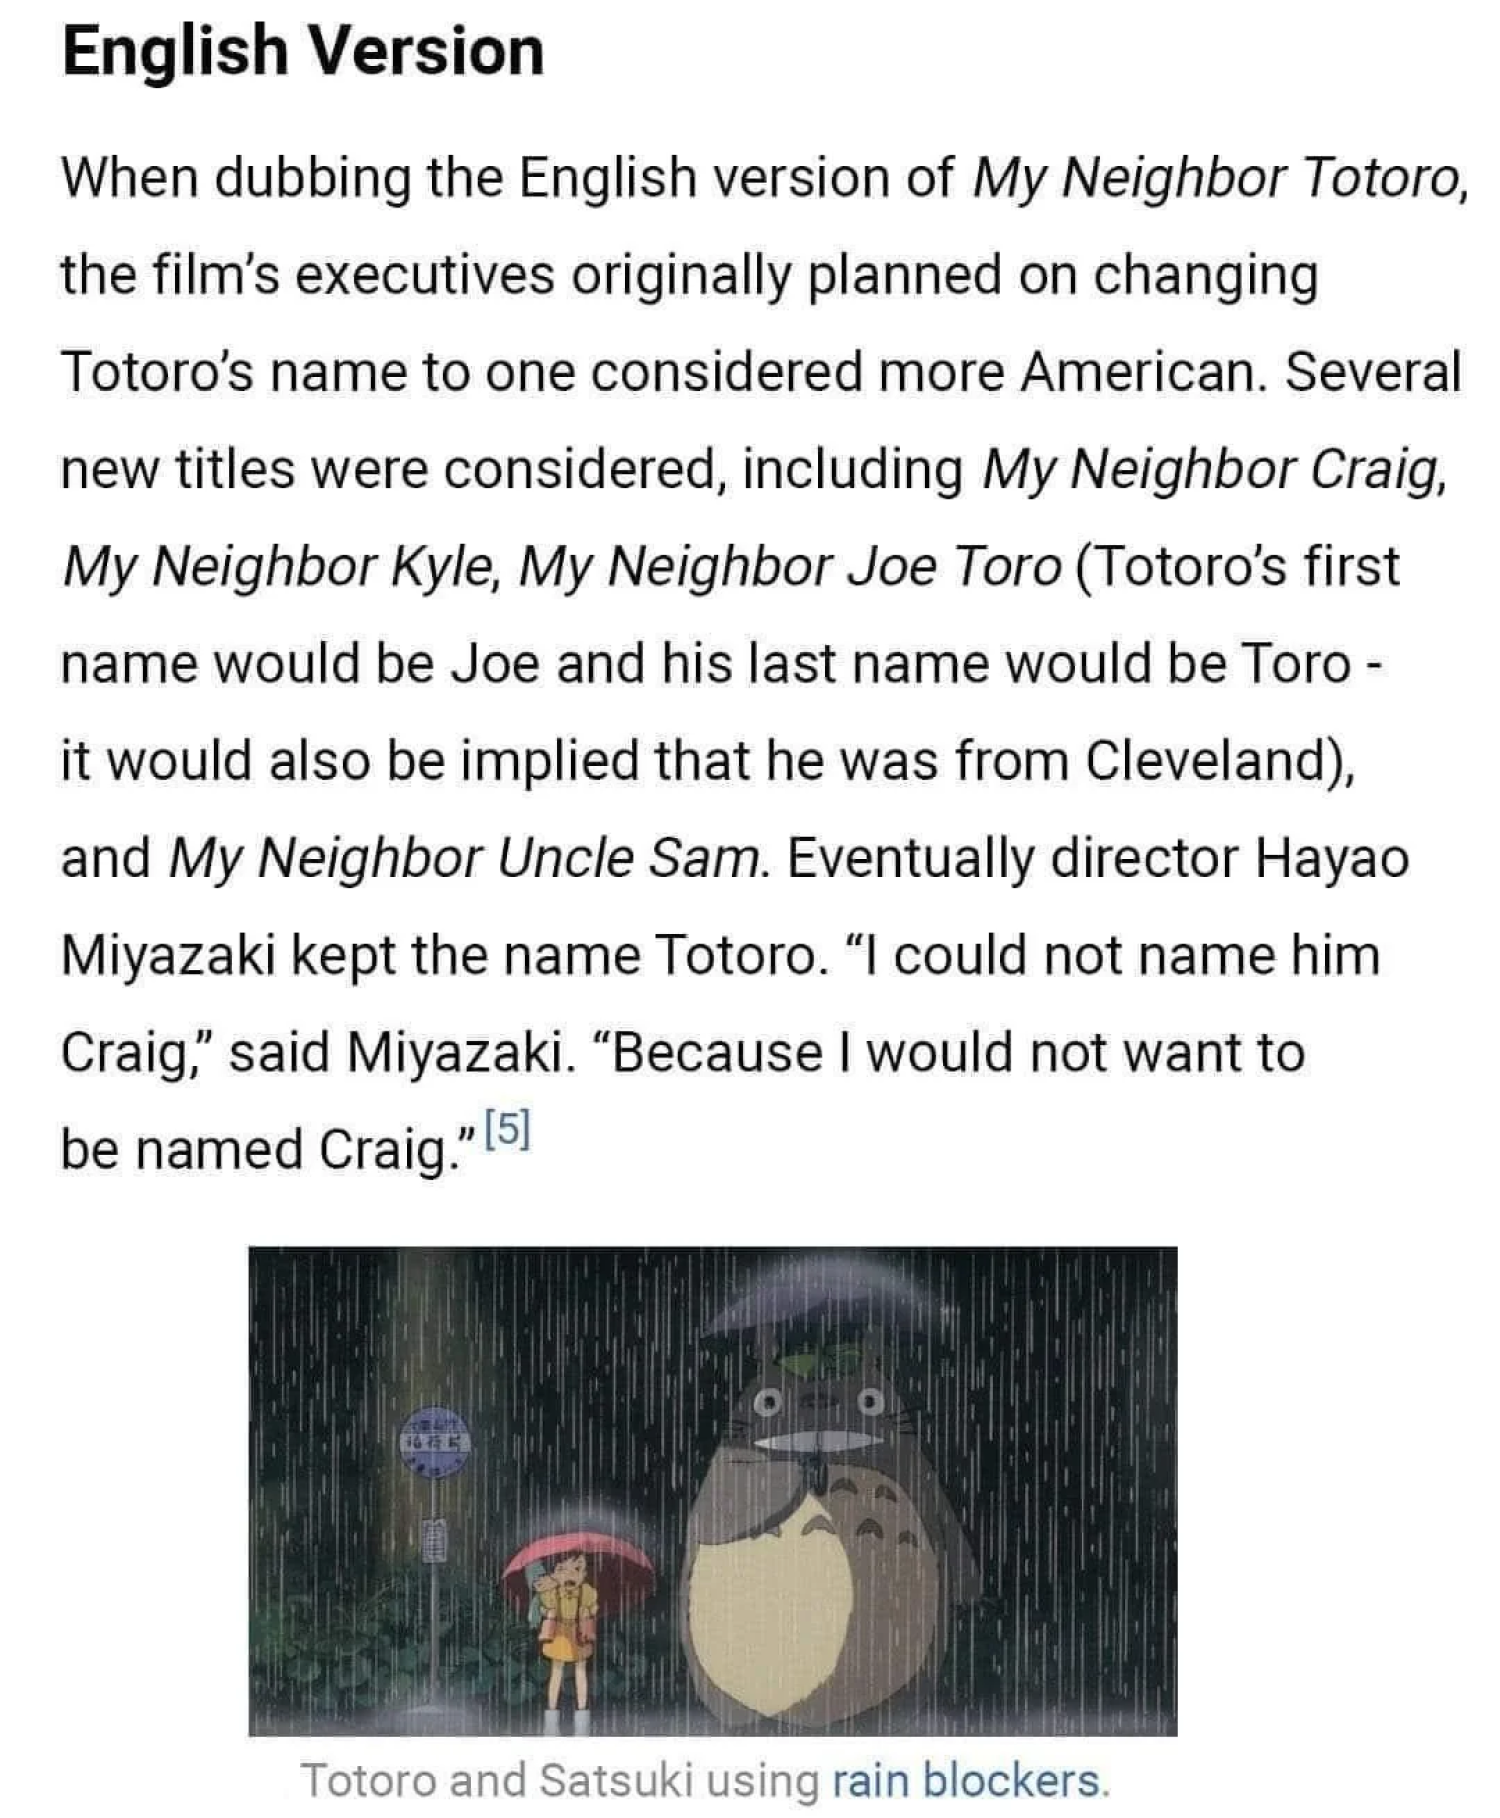 English Version
When dubbing the English version of My Neighbor Totoro,
the film’s executives originally planned on changing
Totoro’s name to one considered more American. Several
new titles were considered, including My Neighbor Craig,
My Neighbor Kyle, My Neighbor Joe Toro (Totoro’s first
name would be Joe and his last name would be Toro -
it would also be implied that he was from Cleveland),
and My Neighbor Uncle Sam. Eventually director Hayao
Miyazaki kept the name Totoro. “I could not name him
Craig,” said Miyazaki. “Because I would not want to
be named Craig.” [5]
Totoro and Satsuki using rain blockers.